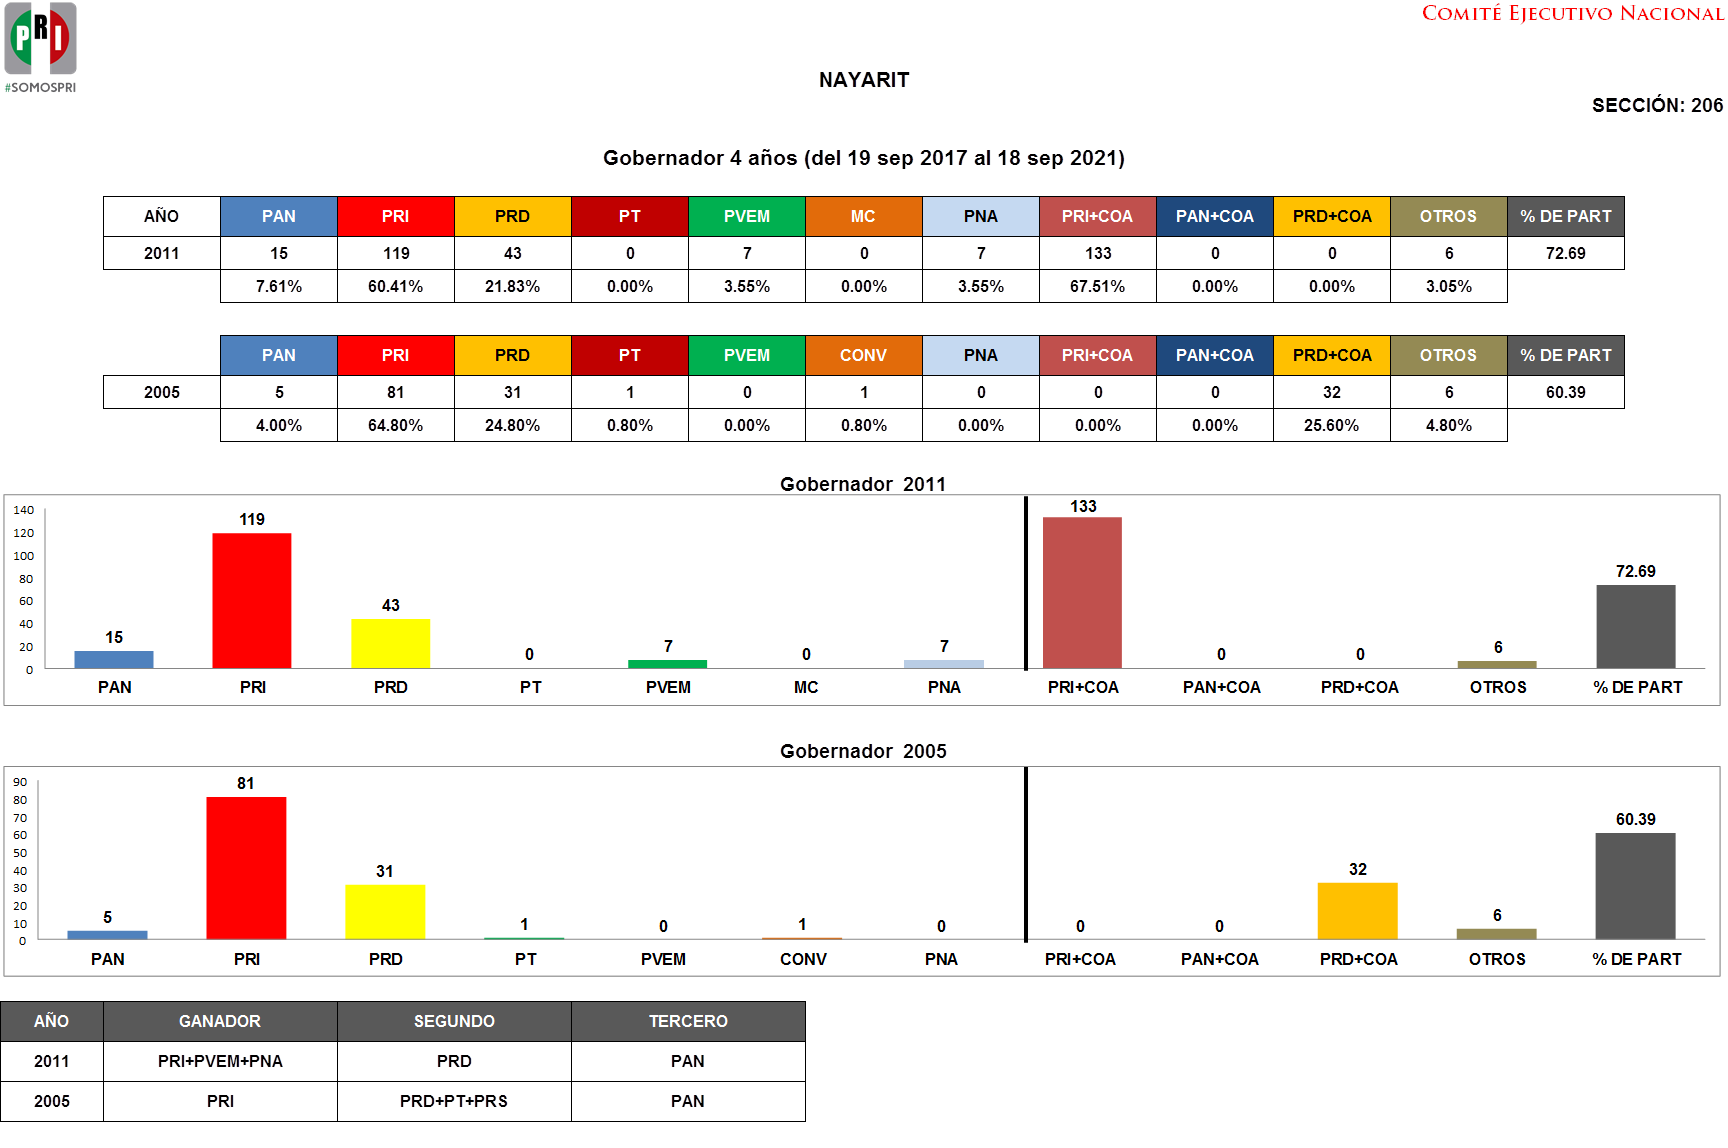 PRI
#SOMOSPRI
COMITÉ EJECUTIVO NACIONAL
NAYARIT
SECCIÓN: 206
Gobernador 4 años (del 19 sep 2017 al 18 sep 2021)
AÑO PAN PRI PRD PT PVEM MC PNA PRI+COA PAN+COA PRD+COA OTROS % DE PART
2011 15 119 43 0 7 0 7 133 0 0 6 72.69
7.61% 60.41% 21.83% 0.00% 3.55% 0.00% 3.55% 67.51% 0.00% 0.00% 3.05%
PAN PRI PRD PT PVEM CONV PNA PRI+COA PAN+COA PRD+COA OTROS % DE PART
2005 5 81 31 1 0 1 0 0 0 32 6 60.39
4.00% 64.80% 24.80% 0.80% 0.00% 0.80% 0.00% 0.00% 0.00% 25.60% 4.80%
Gobernador 2011
140
120
100
80
60
40
20
0
15 119 43 0 7 0 7 133 0 0 6 72.69
PAN PRI PRD PT PVEM MC PNA PRI+COA PAN+COA PRD+COA OTROS % DE PART
Gobernador 2005
90
80
70
60
50
40
30
20
10
0
5 81 31 1 0 1 0 0 0 32 6 60.39
PAN PRI PRD PT PVEM CONV PNA PRI+COA PAN+COA PRD+COA OTROS % DE PART
AÑO GANADOR SEGUNDO TERCERO
2011 PRI+PVEM+PNA PRD PAN
2005 PRI PRD+PT+PRS PAN